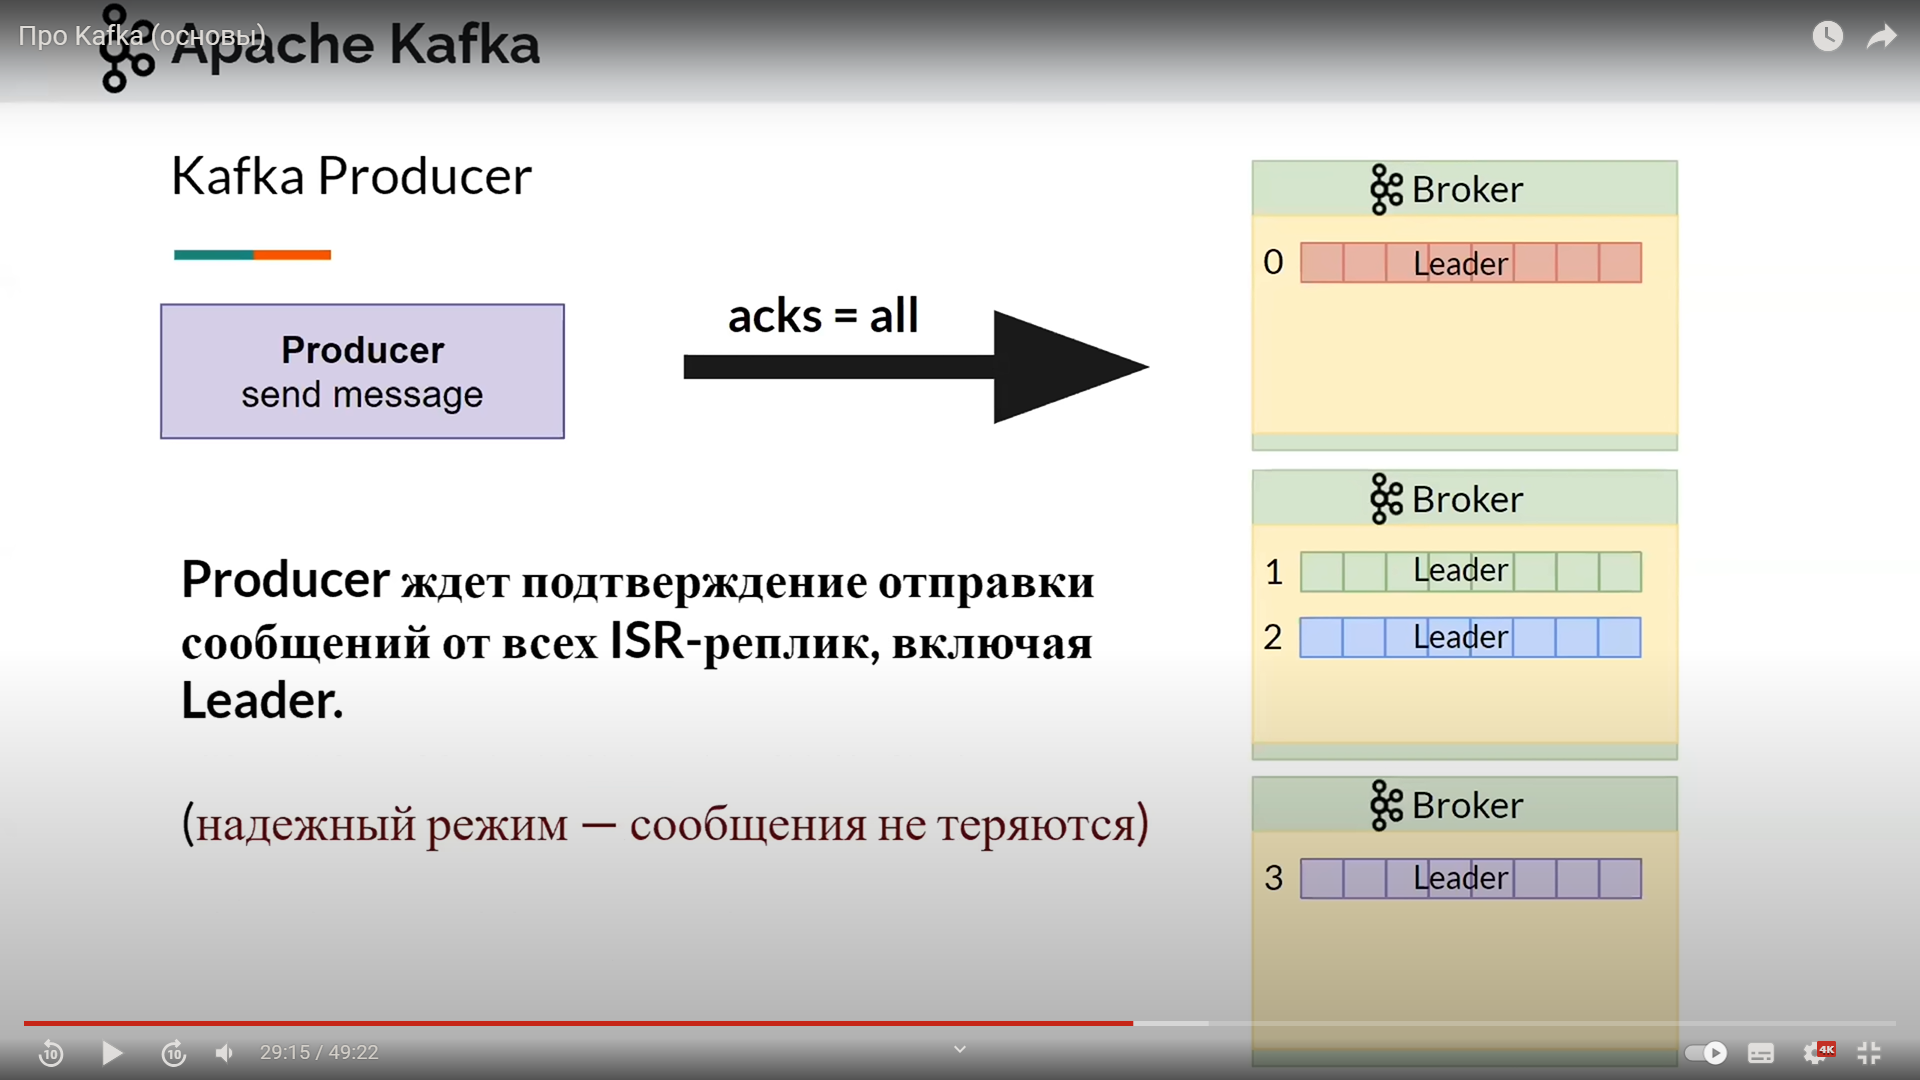 Про Kafka (основы)
Apache Kafka
Kafka Producer
Producer
send message
acks = all
Producer ждет подтверждение отправки
сообщений от всех ISR-реплик, включая
Leader.
(надежный режим — сообщения не теряются)
Broker
0 Leader
Broker
1 Leader
2 Leader
Broker
3 Leader
10
10
29:15 / 49:22
4K